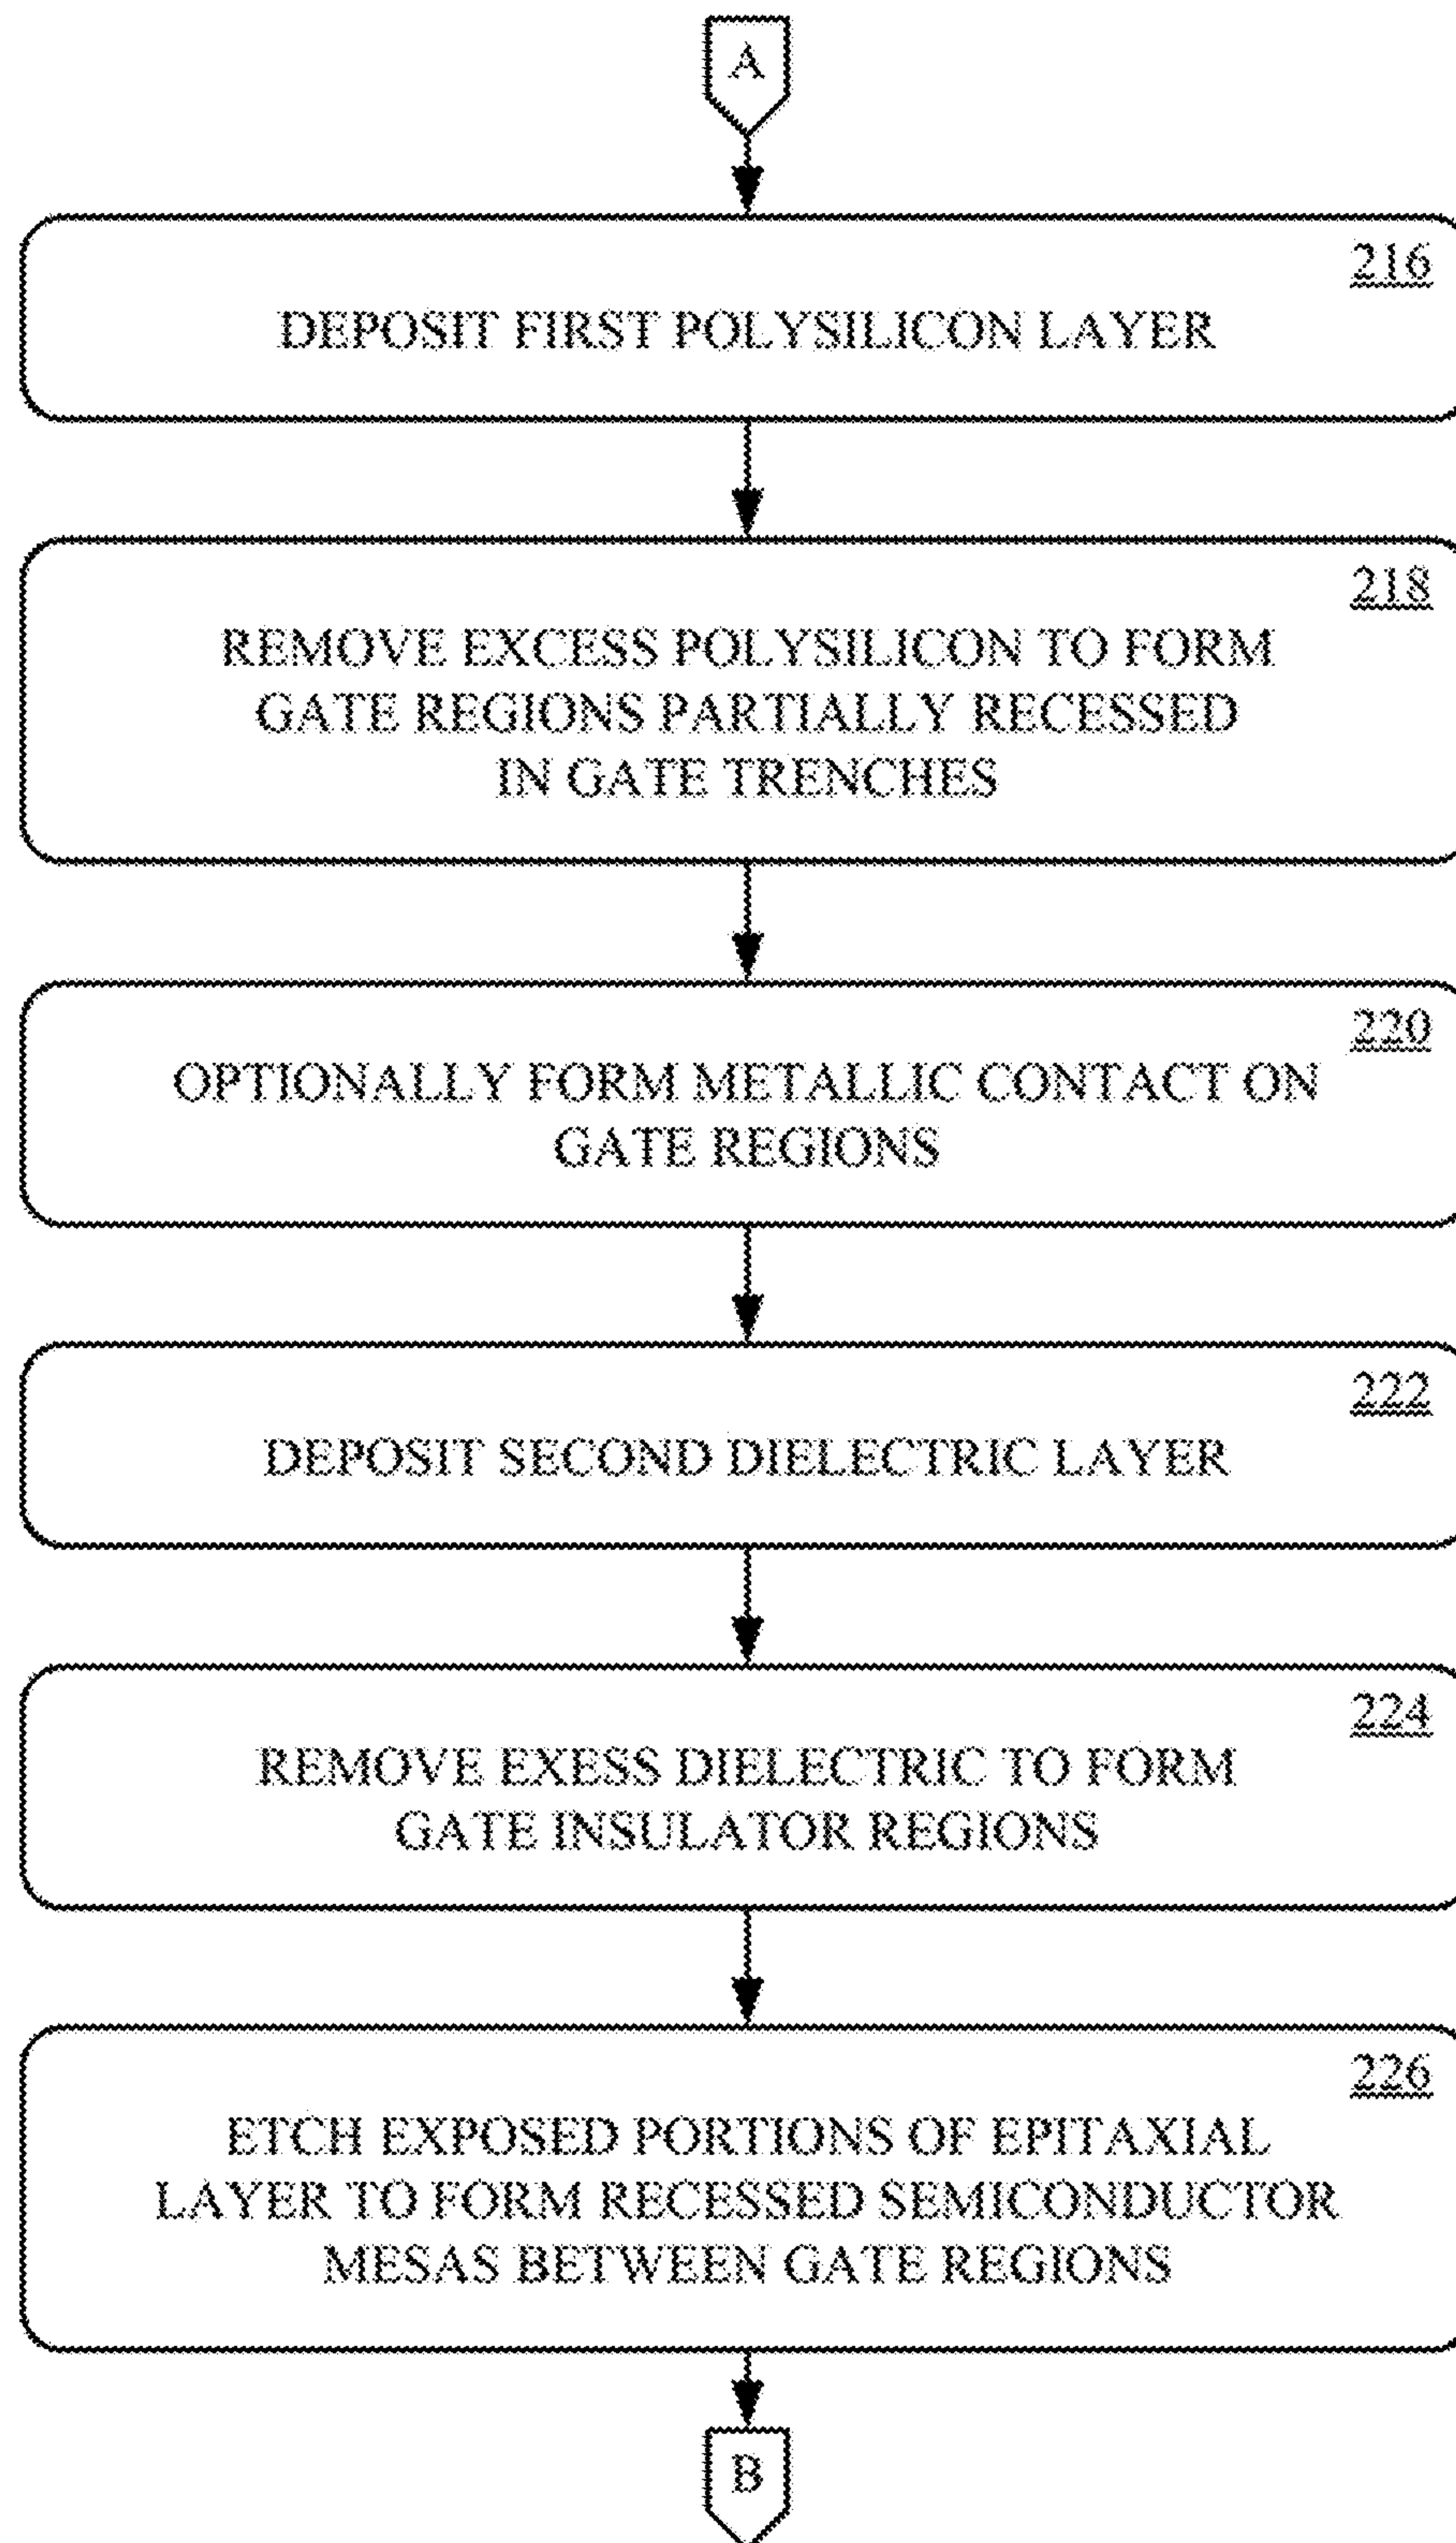 A
216
DEPOSIT FIRST POLYSILICON LAYER
218
REMOVE EXCESS POLYSILICON TO FORM
GATE REGIONS PARTIALLY RECESSED
IN GATE TRENCHES
220
OPTIONALLY FORM METALLIC CONTACT ON
GATE REGIONS
222
DEPOSIT SECOND DIELECTRIC LAYER
224
REMOVE EXESS DIELECTRIC TO FORM
GATE INSULATOR REGIONS
226
ETCH EXPOSED PORTIONS OF EPITAXIAL
LAYER TO FORM RECESSED SEMICONDUCTOR
MESAS BETWEEN GATE REGIONS
B